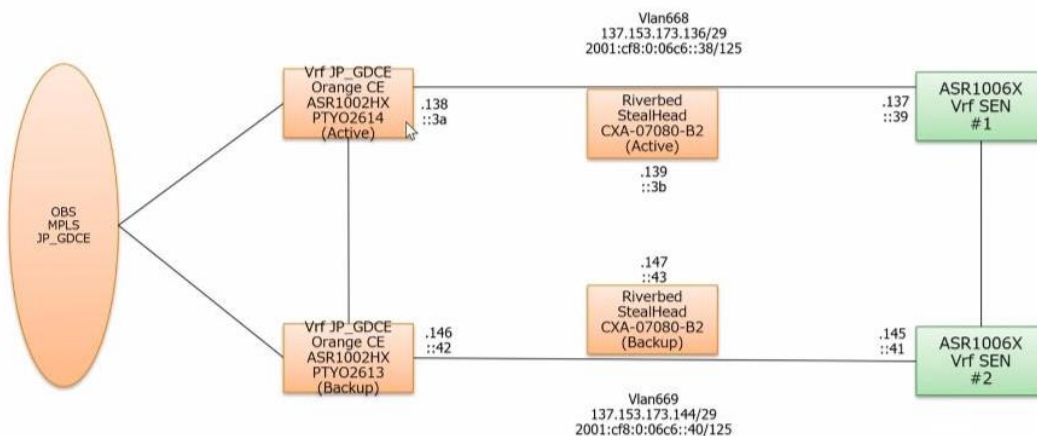 Vlan668
137.153.173.136/29
2001:cf8:0:06c6::38/125
Vrf JP_GDCE
Orange CE
ASR1002HX
PTYO2614
(Active)
.138
::3a
Riverbed
StealHead
CXA-07080-B2
(Active)
.139
::3b
.137
::39
ASR1006X
Vrf SEN
#1
OBS
MPLS
JP_GDCE
.147
::43
Vrf JP_GDCE
Orange CE
ASR1002HX
PTYO2613
(Backup)
.146
::42
Riverbed
StealHead
CXA-07080-B2
(Backup)
.145
::41
ASR1006X
Vrf SEN
#2
Vlan669
137.153.173.144/29
2001:cf8:0:06c6::40/125